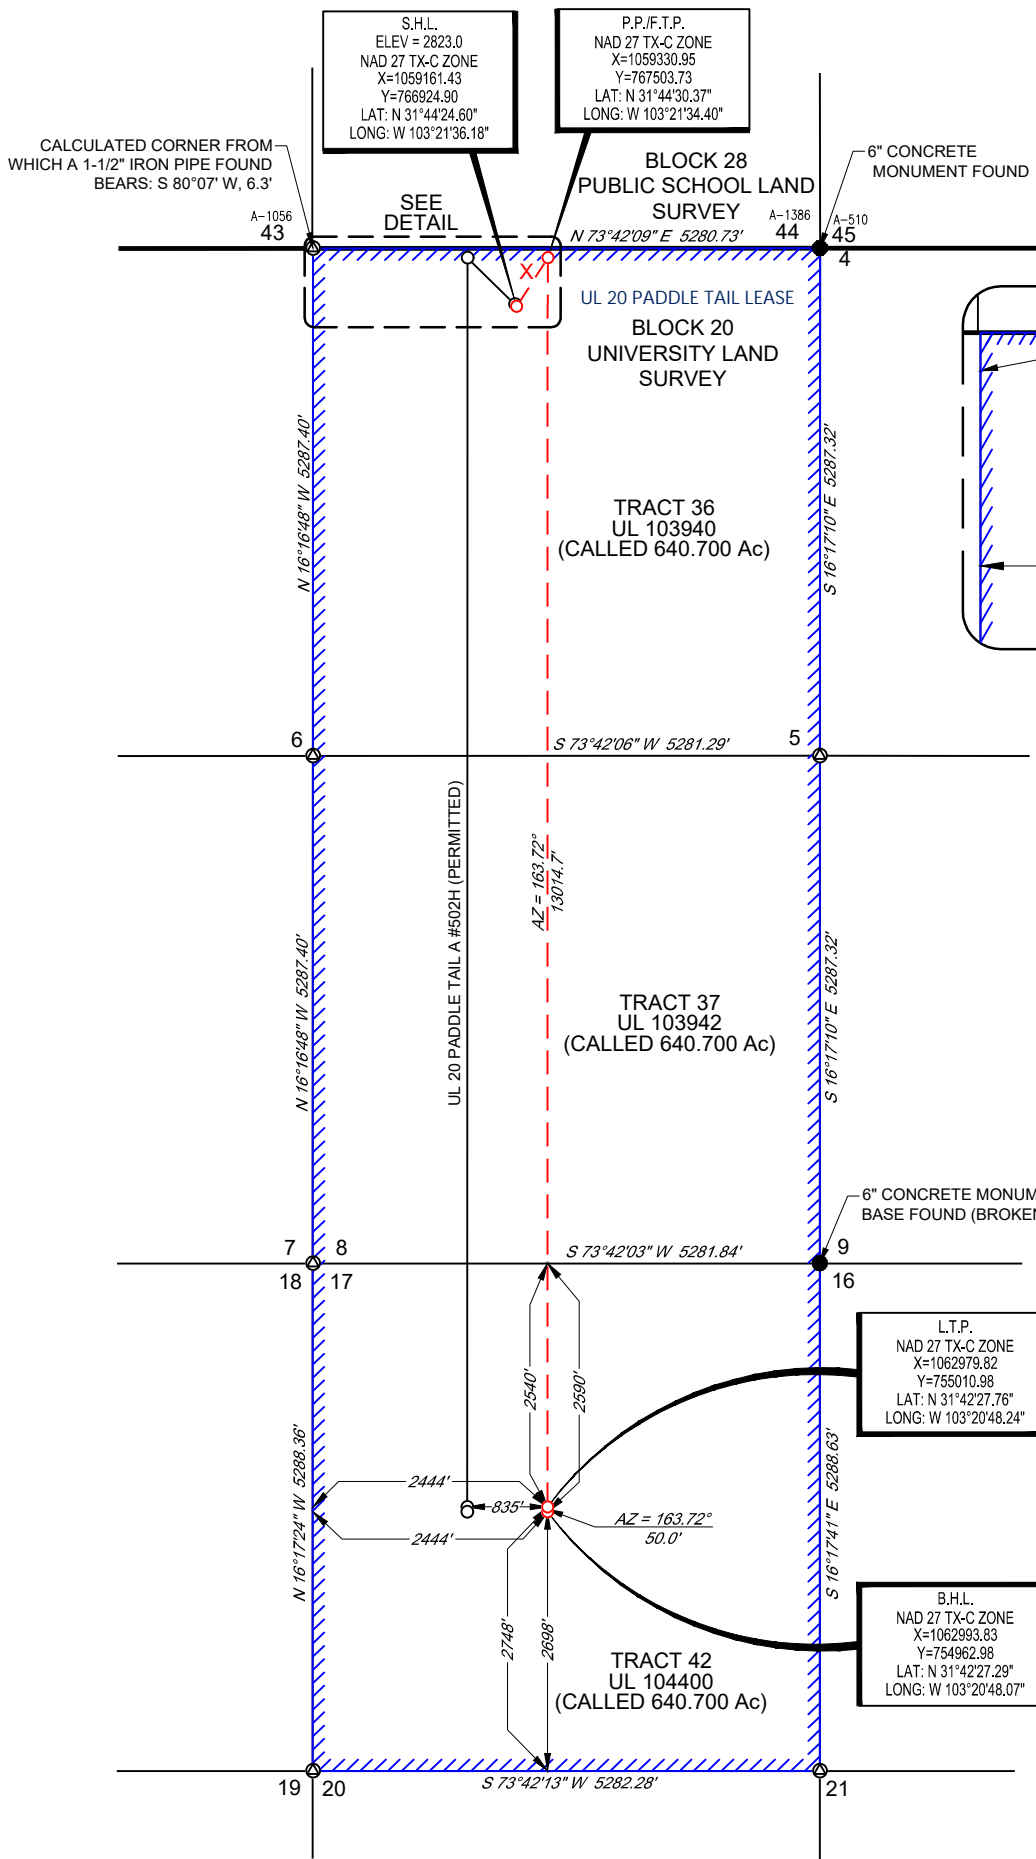 S.H.L.
ELEV = 2823.0
NAD 27 TX-C ZONE
X=1059161.43
Y=766924.90
LAT: N 31°44'24.60"
LONG: W 103°21'36.18"
P.P./F.T.P.
NAD 27 TX-C ZONE
X=1059330.95
Y=767503.73
LAT: N 31°44'30.37"
LONG: W 103°21'34.40"
CALCULATED CORNER FROM
WHICH A 1-1/2" IRON PIPE FOUND
BEARS: S 80°07' W, 6.3'
BLOCK 28
PUBLIC SCHOOL LAND
SURVEY
6" CONCRETE
MONUMENT FOUND
A-1056
43
SEE
DETAIL
A-1386
44
A-510
45
4
N 73°42'09" E 5280.73'
X
UL 20 PADDLE TAIL LEASE
BLOCK 20
UNIVERSITY LAND
SURVEY
N 16°16'48" W 5287.40'
S 16°17'10" E 5287.32'
TRACT 36
UL 103940
(CALLED 640.700 Ac)
6
S 73°42'06" W 5281.29'
5
UL 20 PADDLE TAIL A #502H (PERMITTED)
AZ = 163.72°
13014.7'
N 16°16'48" W 5287.40'
S 16°17'10" E 5287.32'
TRACT 37
UL 103942
(CALLED 640.700 Ac)
6" CONCRETE MONUM
BASE FOUND (BROKEN
7
8
S 73°42'03" W 5281.84'
9
18
17
16
L.T.P.
NAD 27 TX-C ZONE
X=1062979.82
Y=755010.98
LAT: N 31°42'27.76"
LONG: W 103°20'48.24"
2540'
2590'
N 16°17'24" W 5288.36'
S 16°17'41" E 5288.63'
2444'
835'
2444'
AZ = 163.72°
50.0'
B.H.L.
NAD 27 TX-C ZONE
X=1062993.83
Y=754962.98
LAT: N 31°42'27.29"
LONG: W 103°20'48.07"
2748'
2698'
TRACT 42
UL 104400
(CALLED 640.700 Ac)
19
20
S 73°42'13" W 5282.28'
21